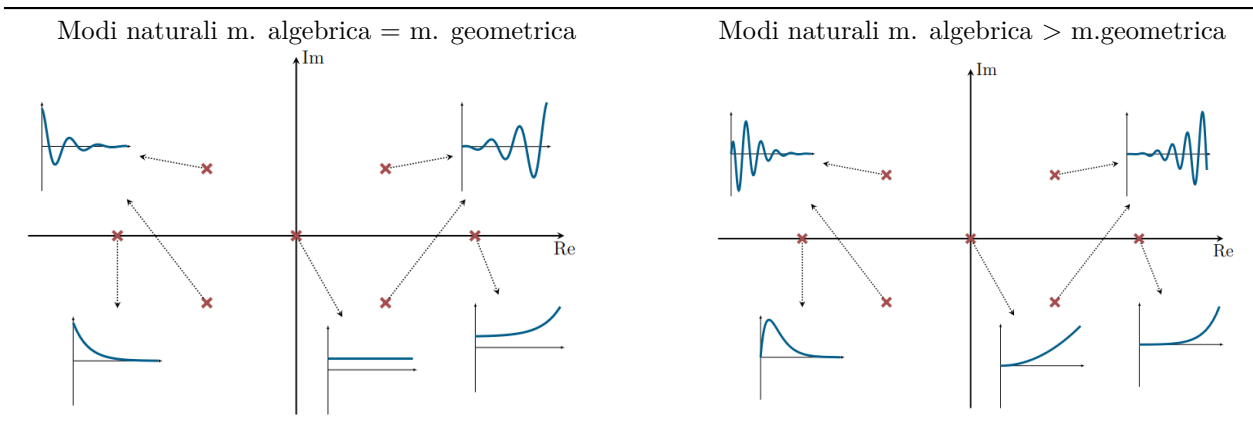 Modi naturali m. algebrica = m. geometrica
Im
Re
Modi naturali m. algebrica > m.geometrica
Im
Re